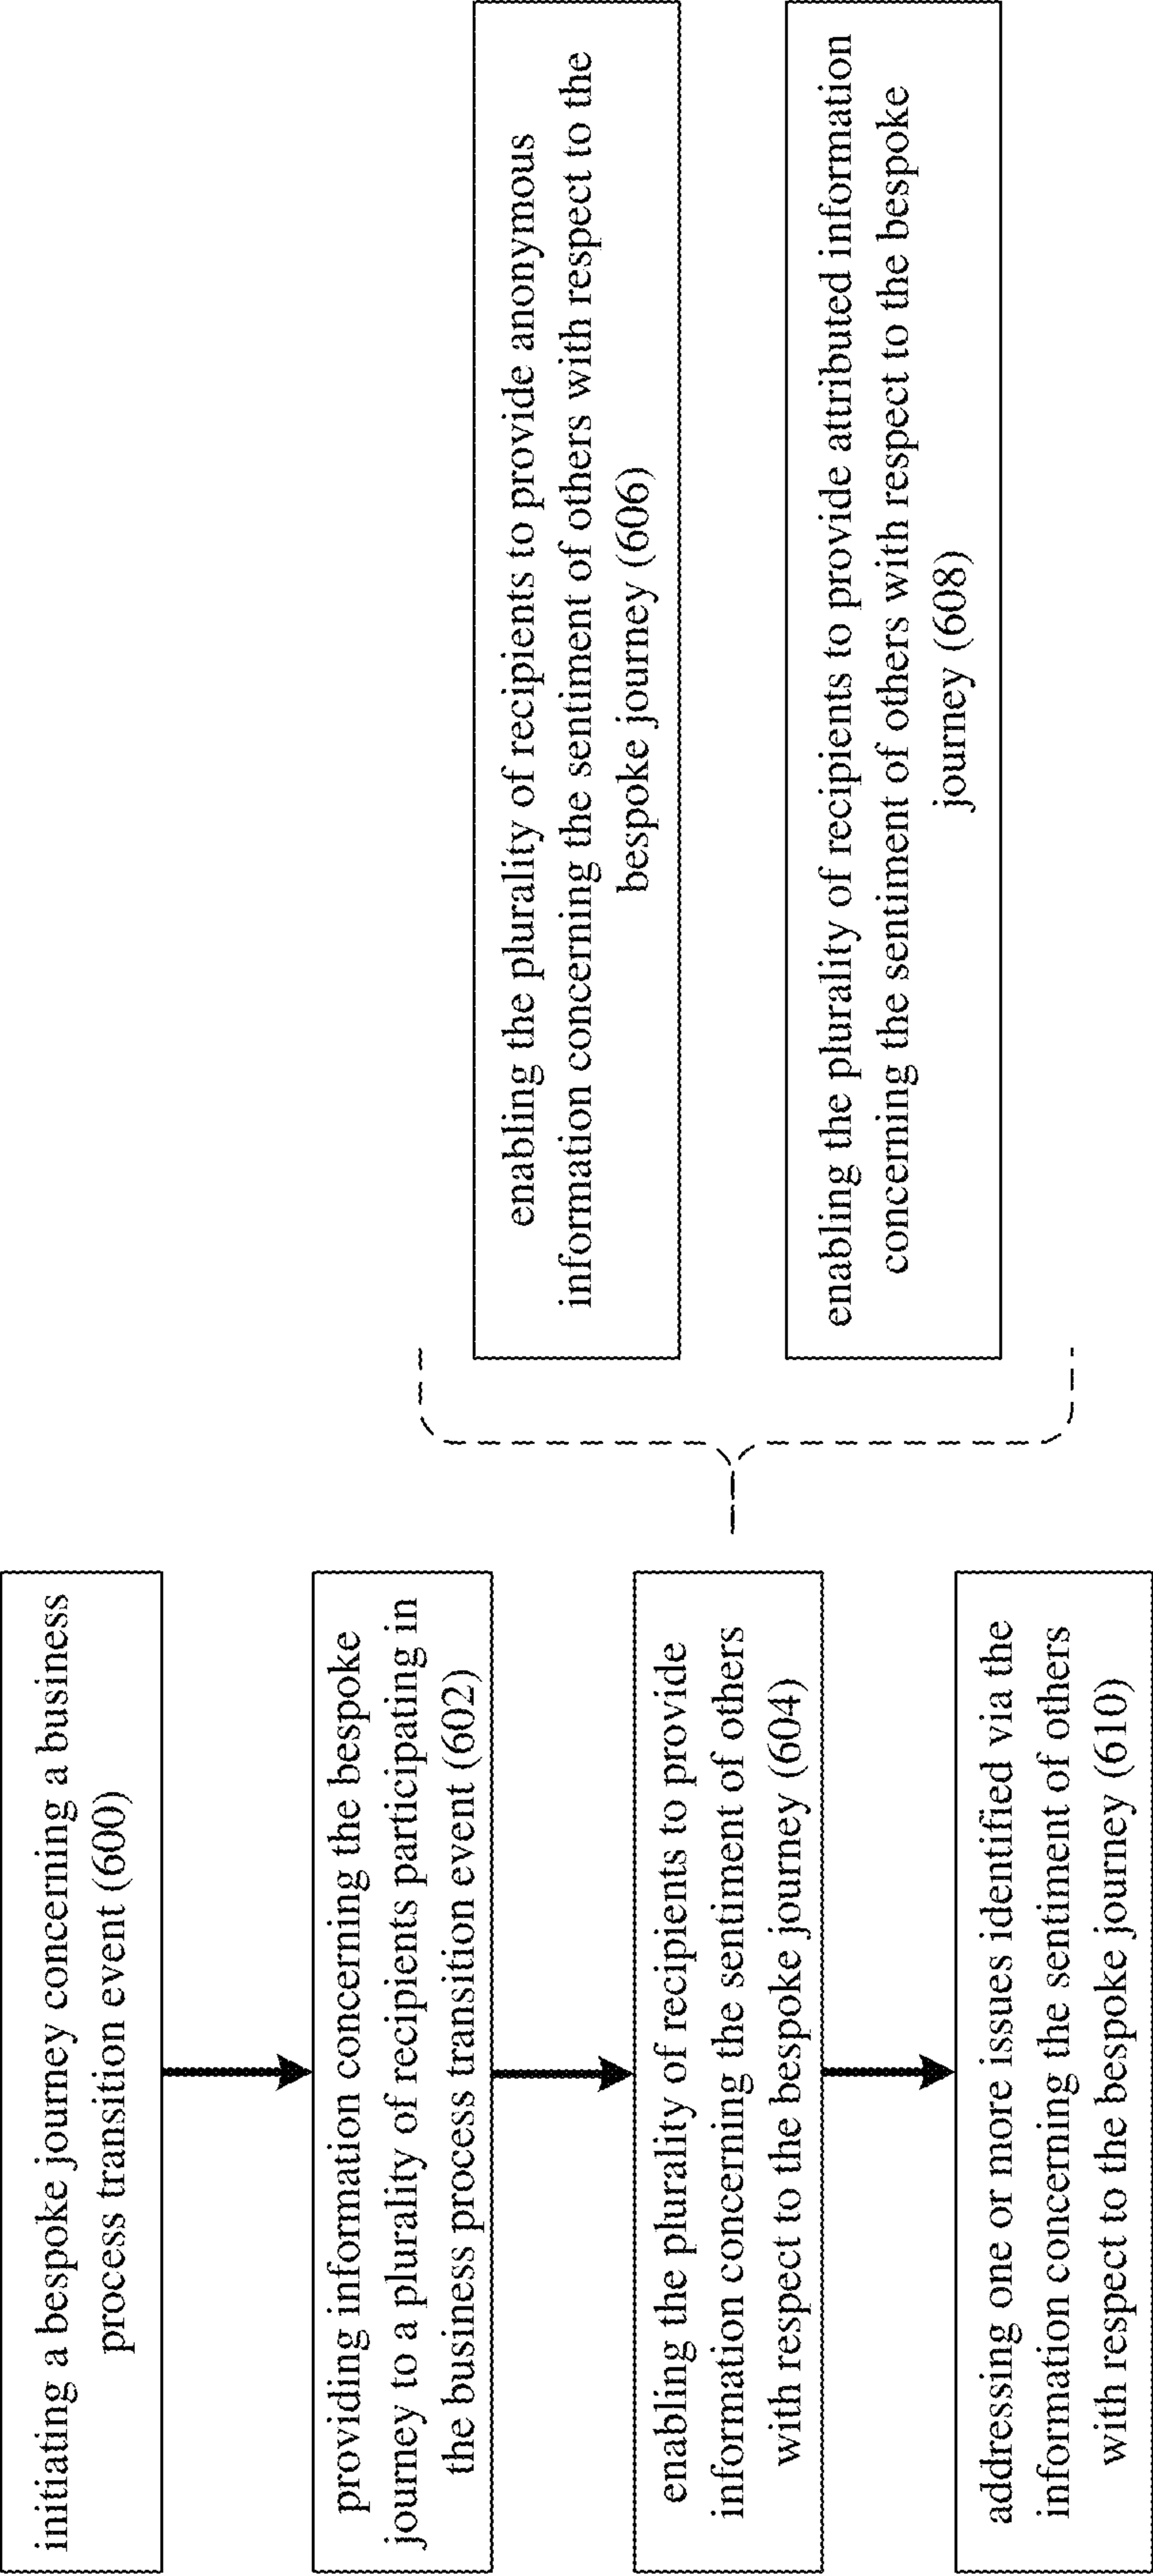 initiating a bespoke journey concerning a business
process transition event (600)
providing information concerning the bespoke
journey to a plurality of recipients participating in
the business process transition event (602)
enabling the plurality of recipients to provide
information concerning the sentiment of others
with respect to the bespoke journey (604)
enabling the plurality of recipients to provide anonymous
information concerning the sentiment of others with respect to the
bespoke journey (606)
enabling the plurality of recipients to provide attributed information
concerning the sentiment of others with respect to the bespoke
journey (608)
addressing one or more issues identified via the
information concerning the sentiment of others
with respect to the bespoke journey (610)